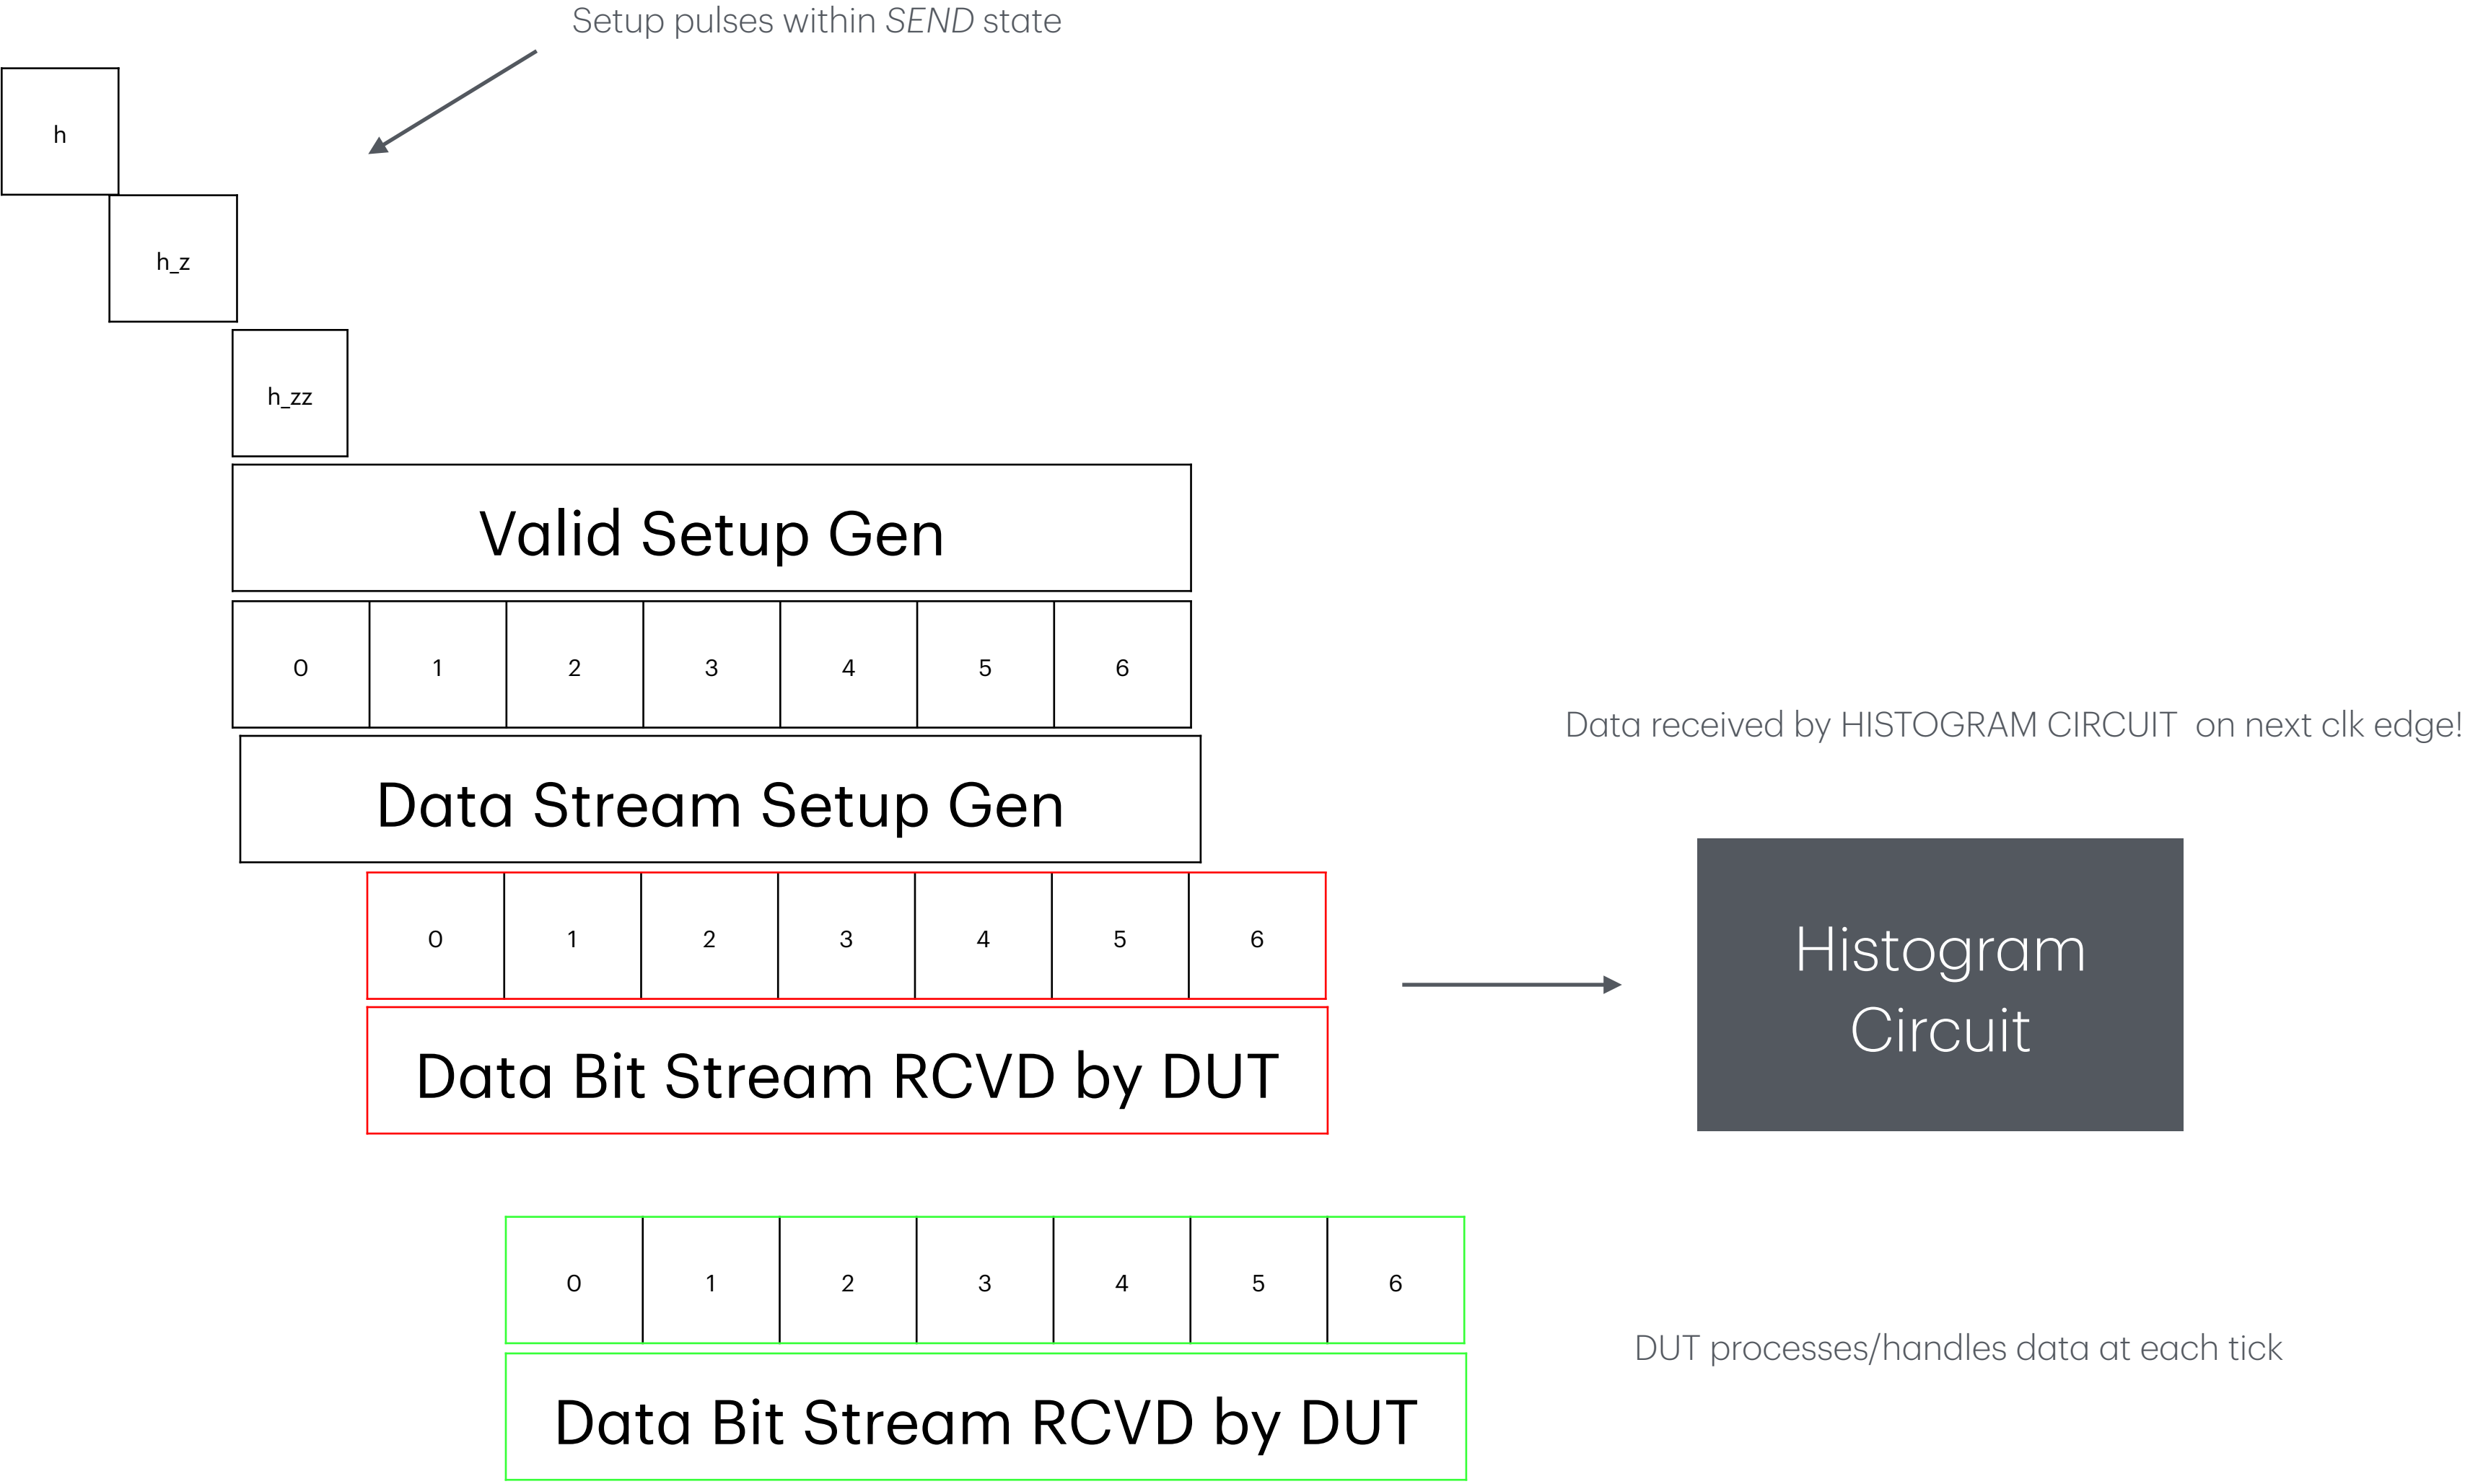 Setup pulses within SEND state
h
h_z
h_zz
Valid Setup Gen
0 1 2 3 4 5 6
Data Stream Setup Gen
Data received by HISTOGRAM CIRCUIT on next clk edge!
0 1 2 3 4 5 6
Histogram
Circuit
Data Bit Stream RCVD by DUT
0 1 2 3 4 5 6
DUT processes/handles data at each tick
Data Bit Stream RCVD by DUT